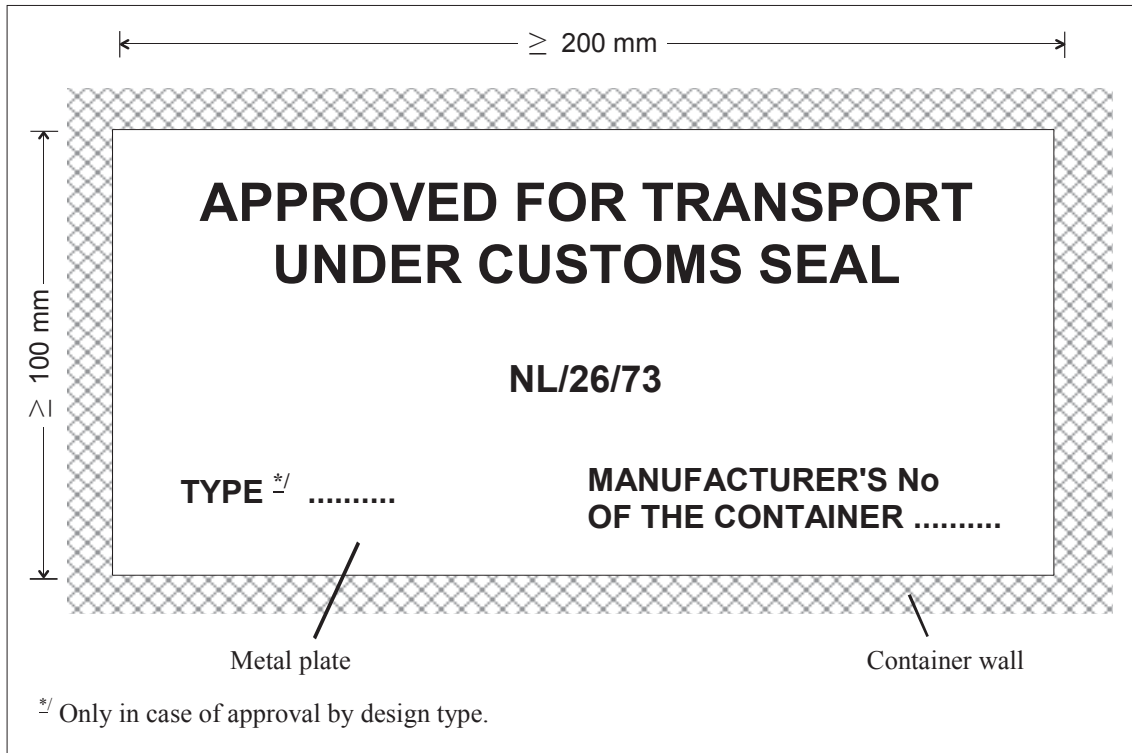 ≥ 200 mm
≥ 100 mm
APPROVED FOR TRANSPORT
UNDER CUSTOMS SEAL
NL/26/73
TYPE */ ..........
MANUFACTURER'S No
OF THE CONTAINER ..........
Metal plate
Container wall
*/ Only in case of approval by design type.